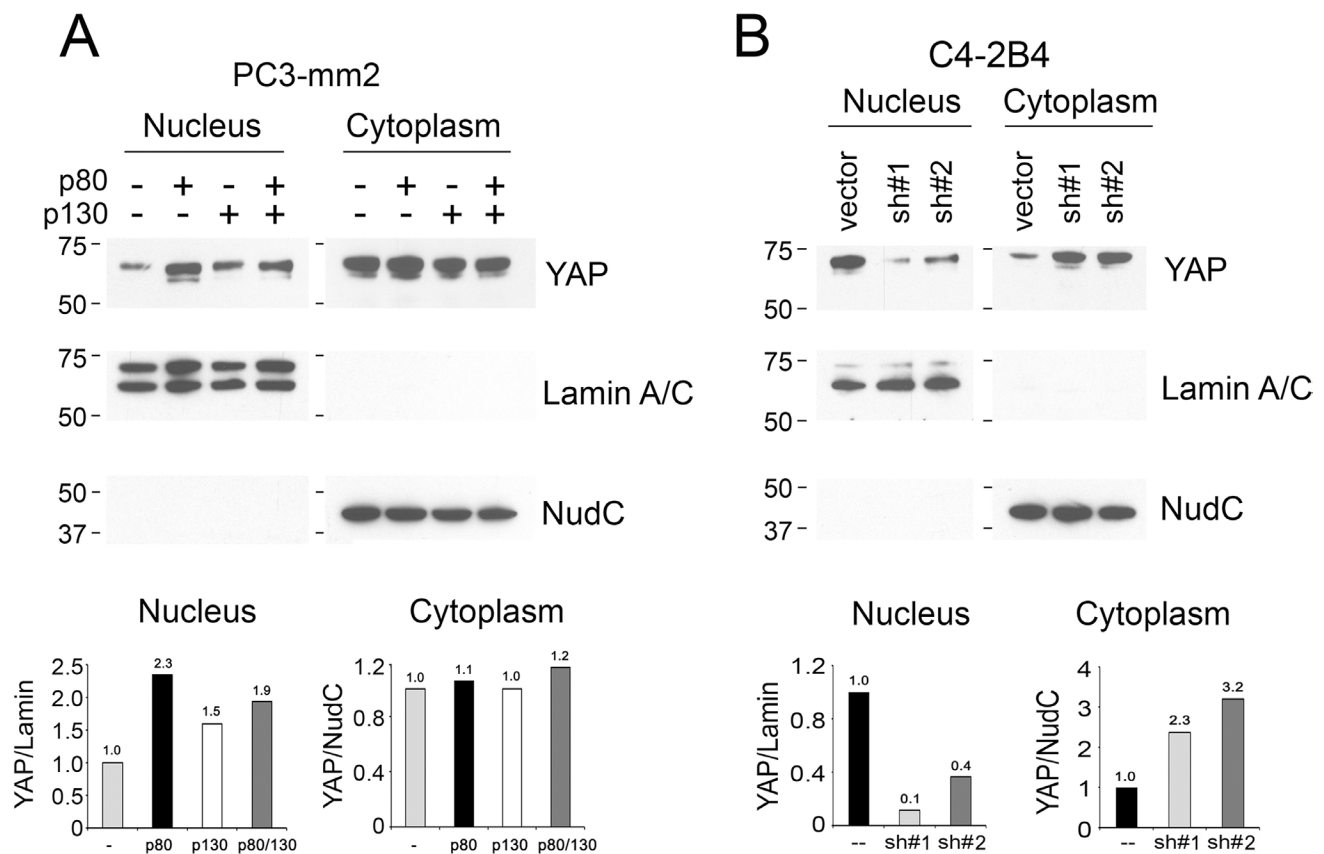 A
PC3-mm2
Nucleus Cytoplasm
p80 - + - + - + - +
p130 - - + + - - + +
75
50
YAP
75
50
Lamin A/C
50
37
NudC
Nucleus
YAP/Lamin
2.5
2.0
1.5
1.0
0.5
0
1.0 2.3 1.5 1.9
- p80 p130 p80/130
Cytoplasm
YAP/NudC
1.2
0.8
0.4
0
1.0 1.1 1.0 1.2
- p80 p130 p80/130
B
C4-2B4
Nucleus Cytoplasm
vector sh#1 sh#2 vector sh#1 sh#2
75
50
YAP
75
50
Lamin A/C
50
37
NudC
Nucleus
YAP/Lamin
1.2
0.8
0.4
0
1.0 0.1 0.4
-- sh#1 sh#2
Cytoplasm
YAP/NudC
4
3
2
1
0
1.0 2.3 3.2
-- sh#1 sh#2